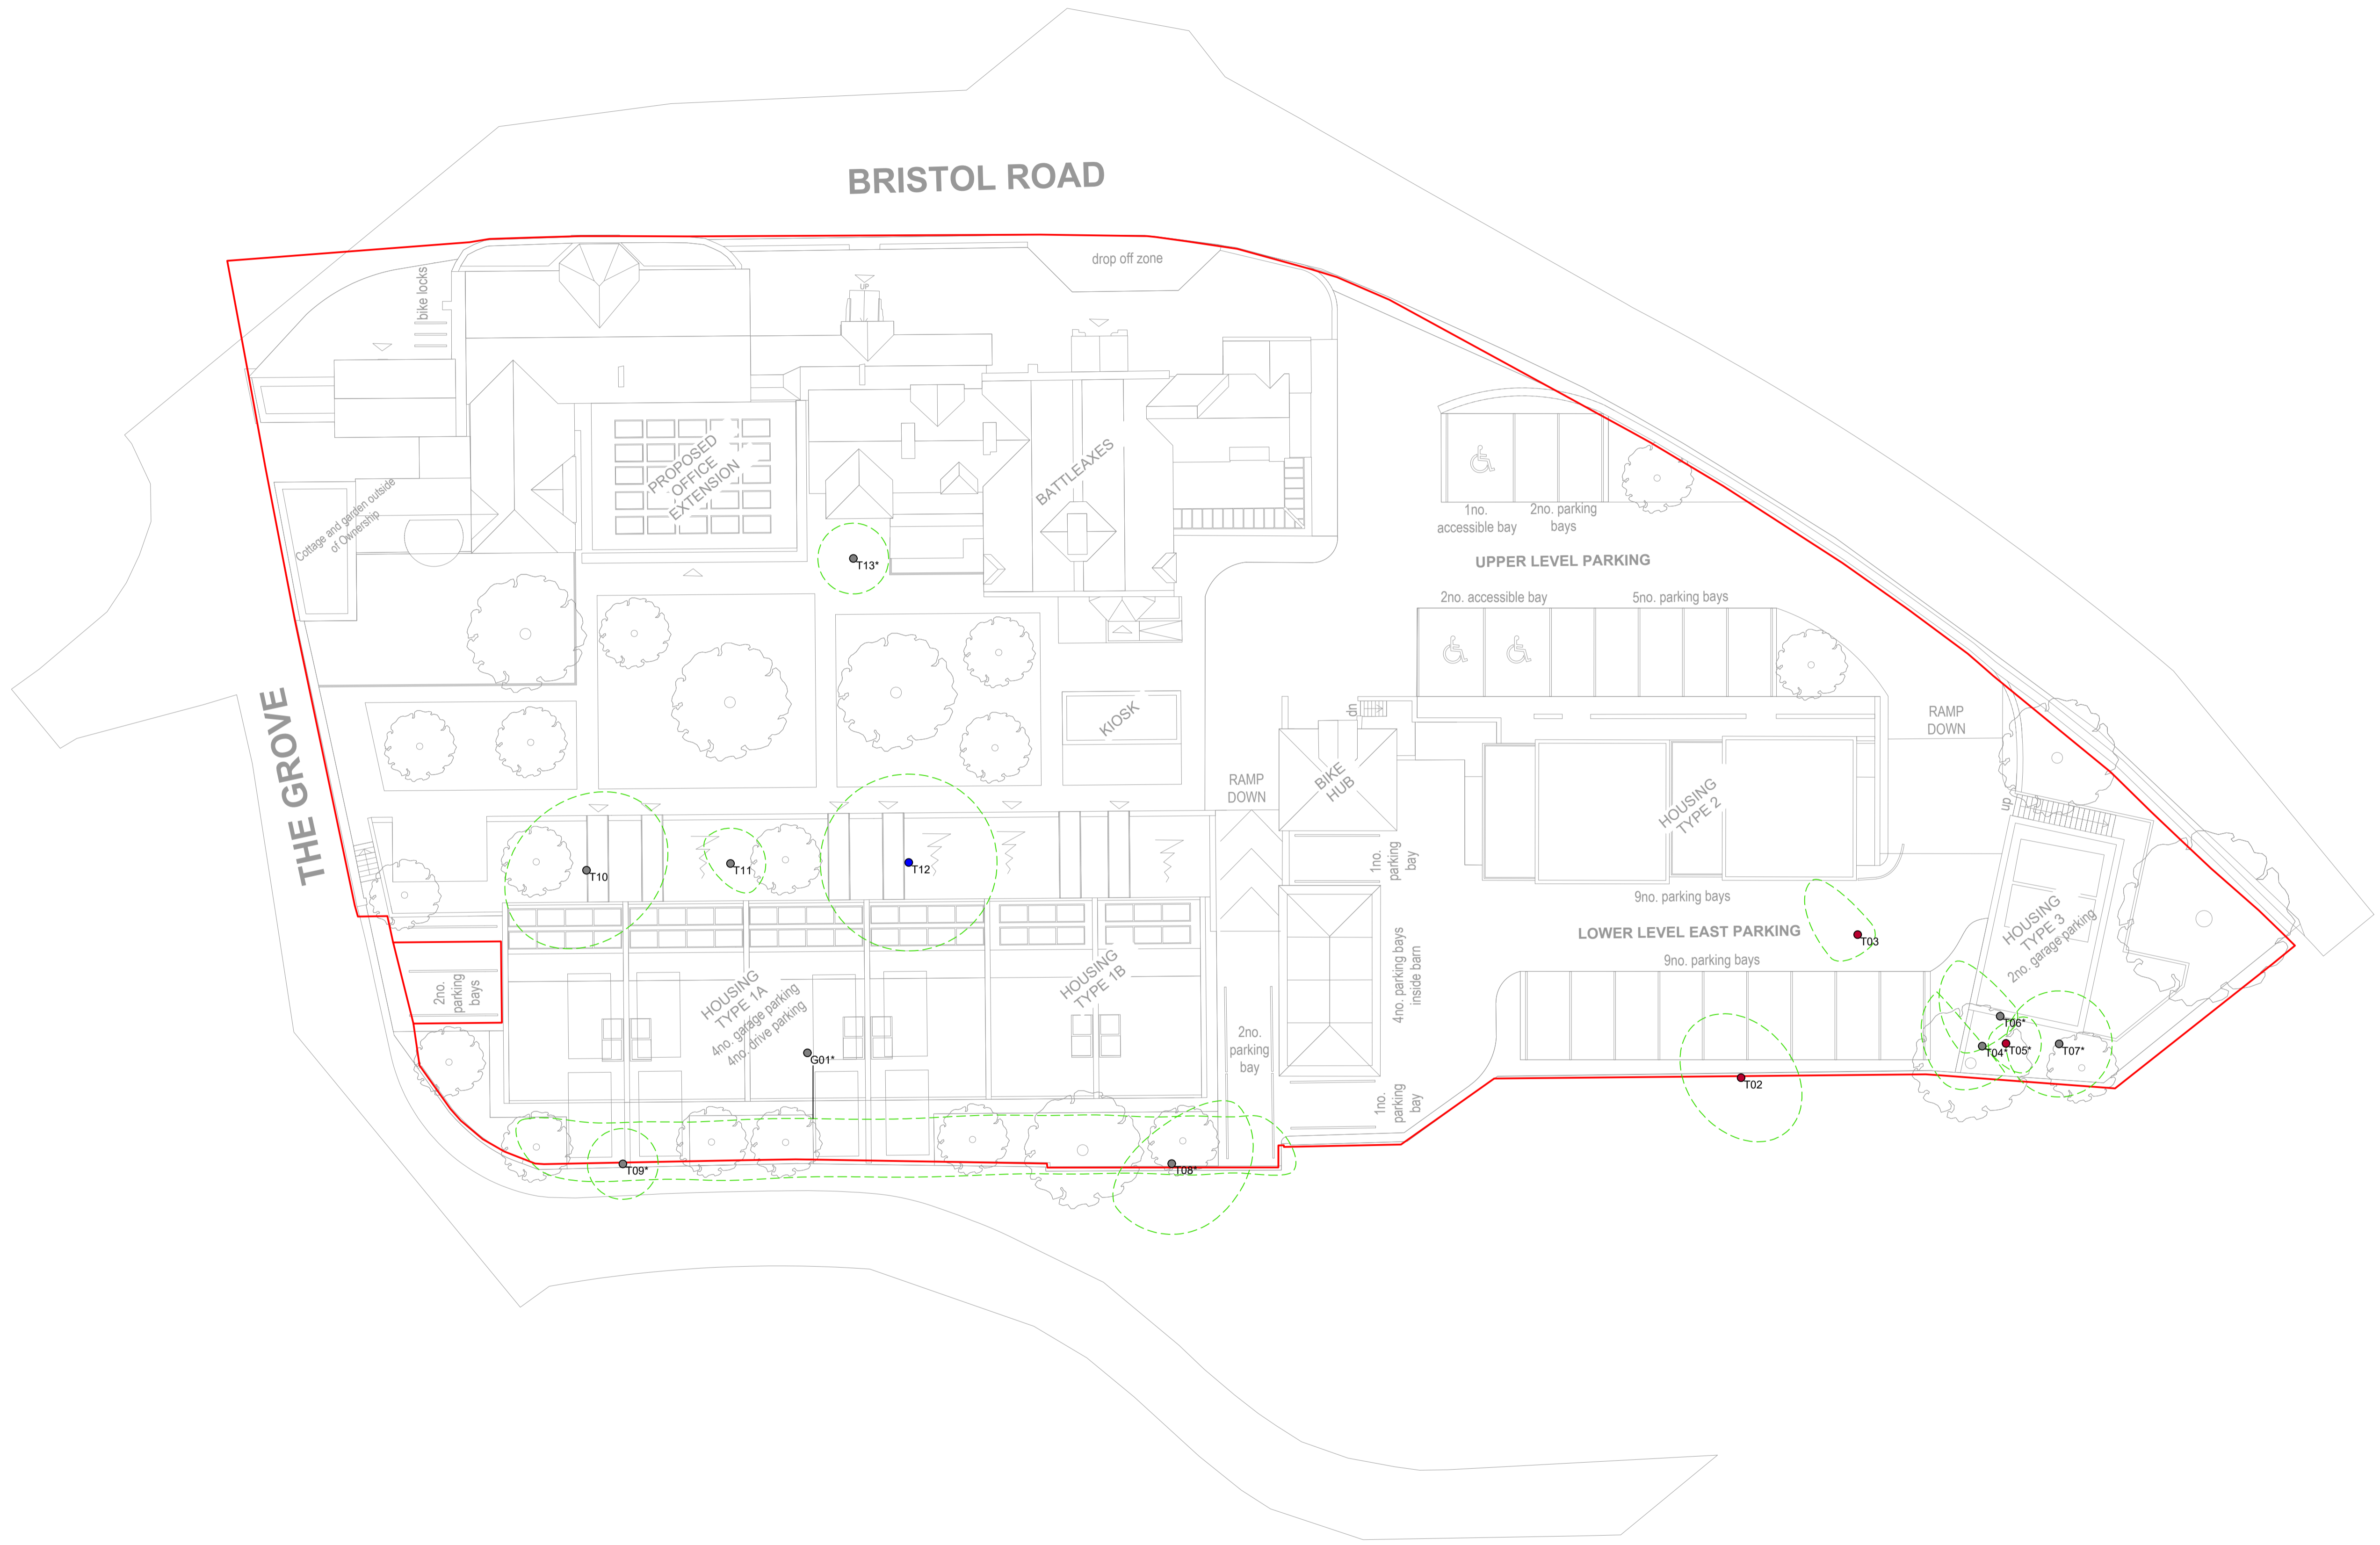 BRISTOL ROAD
drop off zone
bike locks
UP
PROPOSED
OFFICE
EXTENSION
BATTLEAXES
Cottage and garden outside
of Ownership
1no.
accessible bay
2no. parking
bays
UPPER LEVEL PARKING
T13*
2no. accessible bay
5no. parking bays
THE GROVE
KIOSK
dn
RAMP
DOWN
RAMP
DOWN
BIKE
HUB
HOUSING
TYPE 2
up
T10
T11
T12
1no.
parking
bay
9no. parking bays
LOWER LEVEL EAST PARKING
T03
HOUSING
TYPE 3
2no. garage parking
9no. parking bays
4no. parking bays
inside barn
2no.
parking
bays
HOUSING
TYPE 1A
4no. garage parking
4no. drive parking
HOUSING
TYPE 1B
G01*
2no.
parking
bay
T06*
T04*
T05*
T07*
T02
1no.
parking
bay
T09*
T08*